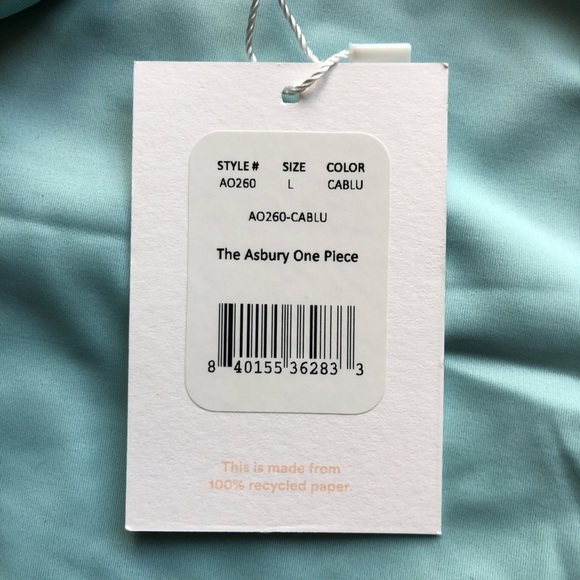 STYLE # SIZE COLOR
AO260 L CABLU
AO260-CABLU
The Asbury One Piece
8 40155 36283 3
This is made from
100% recycled paper.